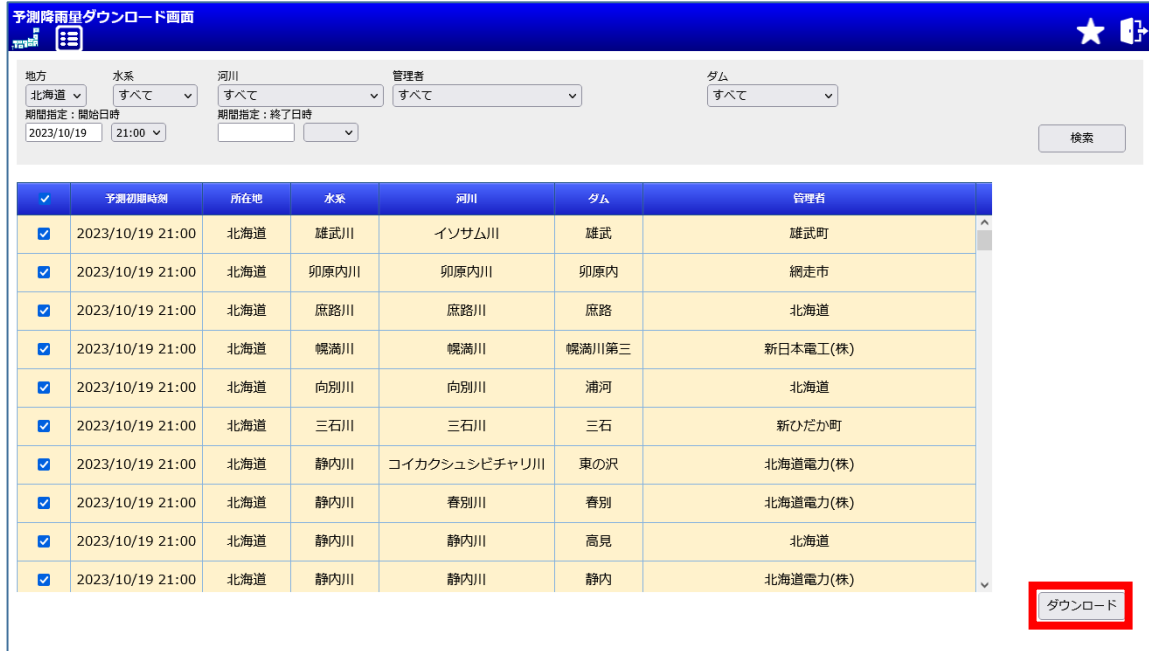 予測降雨量ダウンロード画面
地方 水系 河川 管理者 ダム
北海道 すべて すべて すべて すべて
期間指定：開始日時 期間指定：終了日時
2023/10/19 21:00
検索
予測初期時刻 所在地 水系 河川 ダム 管理者
2023/10/19 21:00 北海道 雄武川 イソサム川 雄武 雄武町
2023/10/19 21:00 北海道 卯原内川 卯原内川 卯原内 網走市
2023/10/19 21:00 北海道 庶路川 庶路川 庶路 北海道
2023/10/19 21:00 北海道 幌満川 幌満川 幌満川第三 新日本電工(株)
2023/10/19 21:00 北海道 向別川 向別川 浦河 北海道
2023/10/19 21:00 北海道 三石川 三石川 三石 新ひだか町
2023/10/19 21:00 北海道 静内川 コイカクシュシビチャリ川 東の沢 北海道電力(株)
2023/10/19 21:00 北海道 静内川 春別川 春別 北海道電力(株)
2023/10/19 21:00 北海道 静内川 静内川 高見 北海道
2023/10/19 21:00 北海道 静内川 静内川 静内 北海道電力(株)
ダウンロード